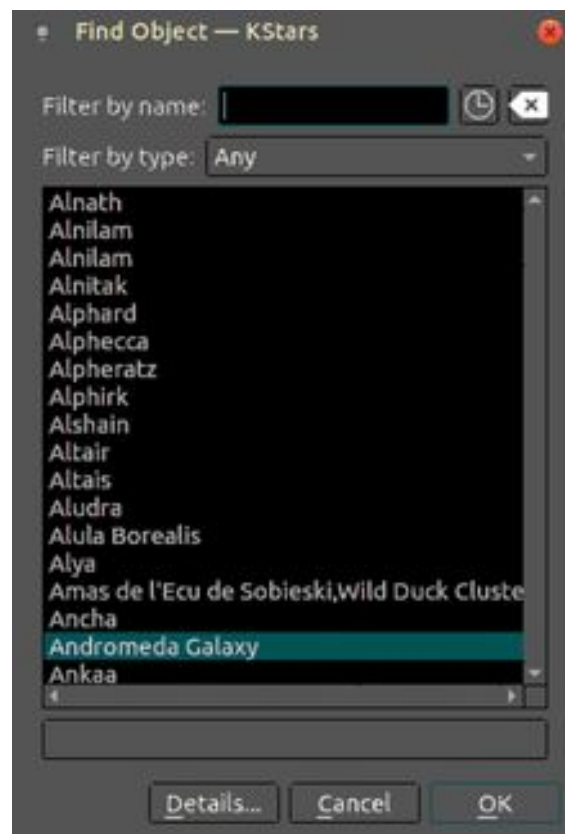 Find Object — KStars
Filter by name:
Filter by type: Any
Alnath
Alnilam
Alnilam
Alnitak
Alphard
Alphecca
Alpheratz
Alphirk
Alshain
Altair
Altais
Aludra
Alula Borealis
Alya
Amas de l'Ecu de Sobieski,Wild Duck Cluste
Ancha
Andromeda Galaxy
Ankaa
Details... Cancel OK